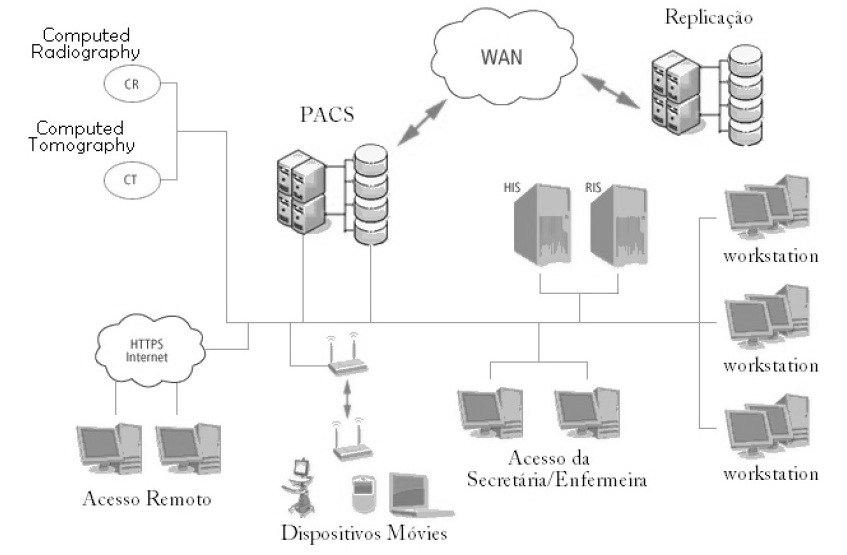 Computed
Radiography
CR
Computed
Tomography
CT
PACS
WAN
Replicação
HIS
RIS
workstation
workstation
workstation
HTTPS
Internet
Acesso Remoto
Dispositivos Móvies
Acesso da
Secretária/Enfermeira